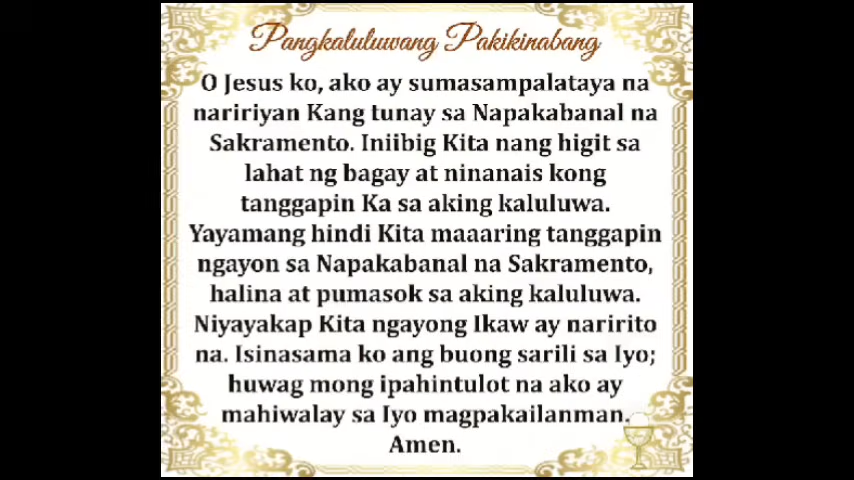 Pangkaluluwang Pakikinabang
O Jesus ko, ako ay sumasampalataya na
naririyan Kang tunay sa Napakabanal na
Sakramento. Iniibig Kita nang higit sa
lahat ng bagay at ninanais kong
tanggapin Ka sa aking kaluluwa.
Yayamang hindi Kita maaaring tanggapin
ngayon sa Napakabanal na Sakramento,
halina at pumasok sa aking kaluluwa.
Niyayakap Kita ngayong Ikaw ay naririto
na. Isinasama ko ang buong sarili sa Iyo;
huwag mong ipahintulot na ako ay
mahiwalay sa Iyo magpakailanman.
Amen.